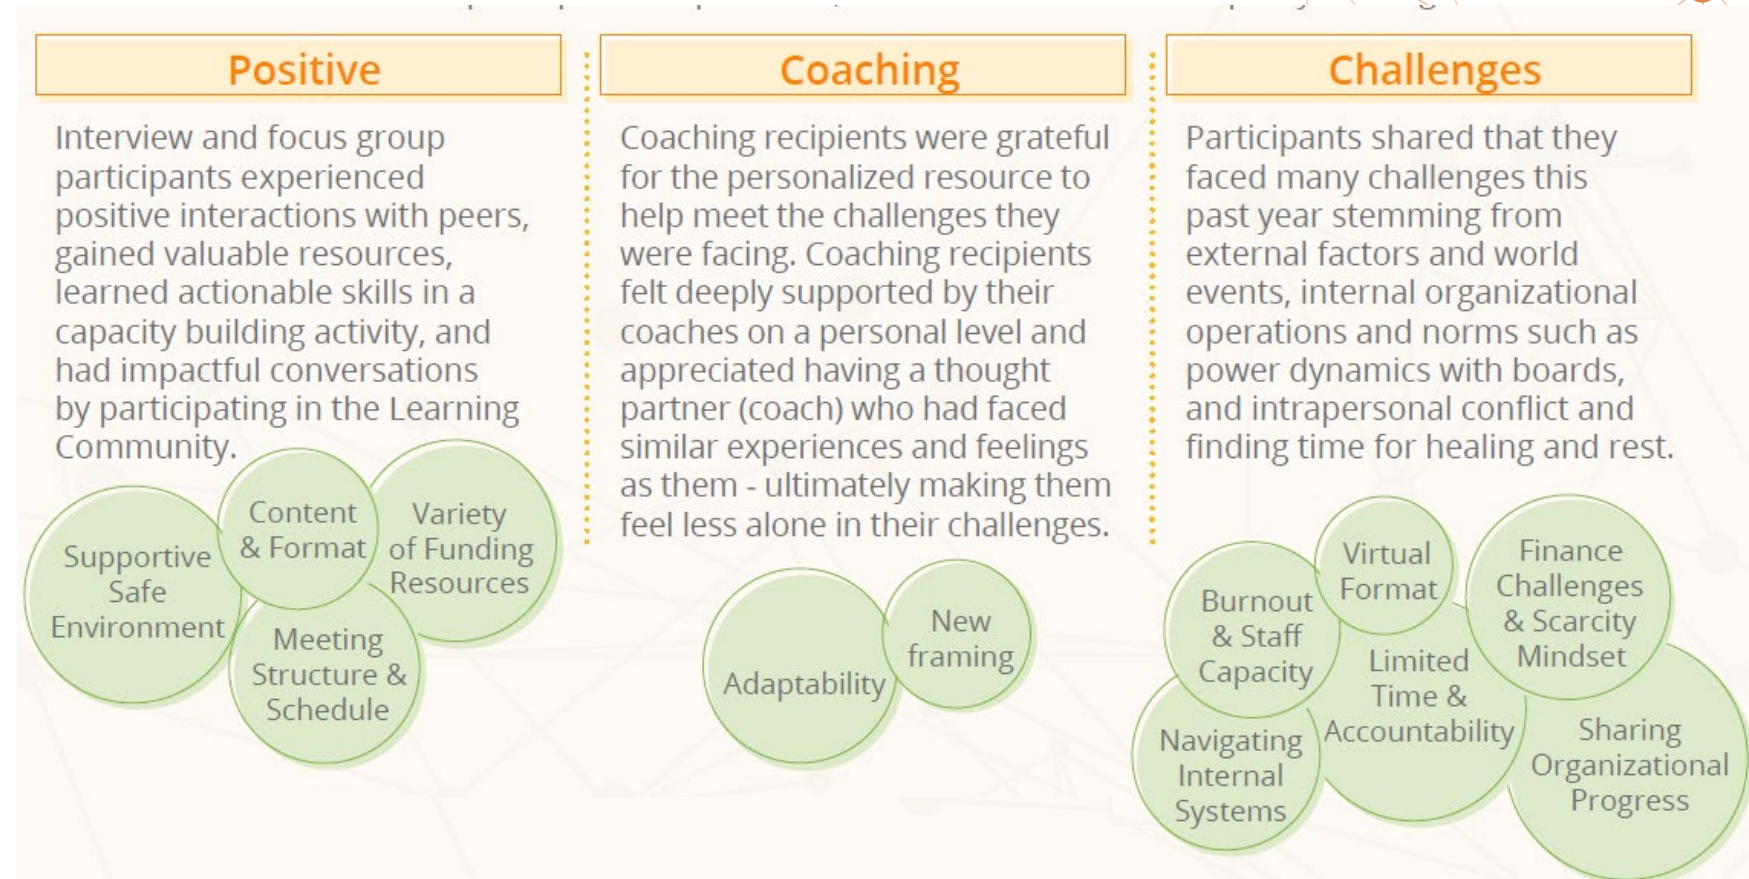 Positive
Interview and focus group
participants experienced
positive interactions with peers,
gained valuable resources,
learned actionable skills in a
capacity building activity, and
had impactful conversations
by participating in the Learning
Community.
Supportive
Safe
Environment
Content
& Format
Variety
of Funding
Resources
Meeting
Structure &
Schedule
Coaching
Coaching recipients were grateful
for the personalized resource to
help meet the challenges they
were facing. Coaching recipients
felt deeply supported by their
coaches on a personal level and
appreciated having a thought
partner (coach) who had faced
similar experiences and feelings
as them - ultimately making them
feel less alone in their challenges.
Adaptability
New
framing
Challenges
Participants shared that they
faced many challenges this
past year stemming from
external factors and world
events, internal organizational
operations and norms such as
power dynamics with boards,
and intrapersonal conflict and
finding time for healing and rest.
Burnout
& Staff
Capacity
Virtual
Format
Finance
Challenges
& Scarcity
Mindset
Navigating
Internal
Systems
Limited
Time &
Accountability
Sharing
Organizational
Progress